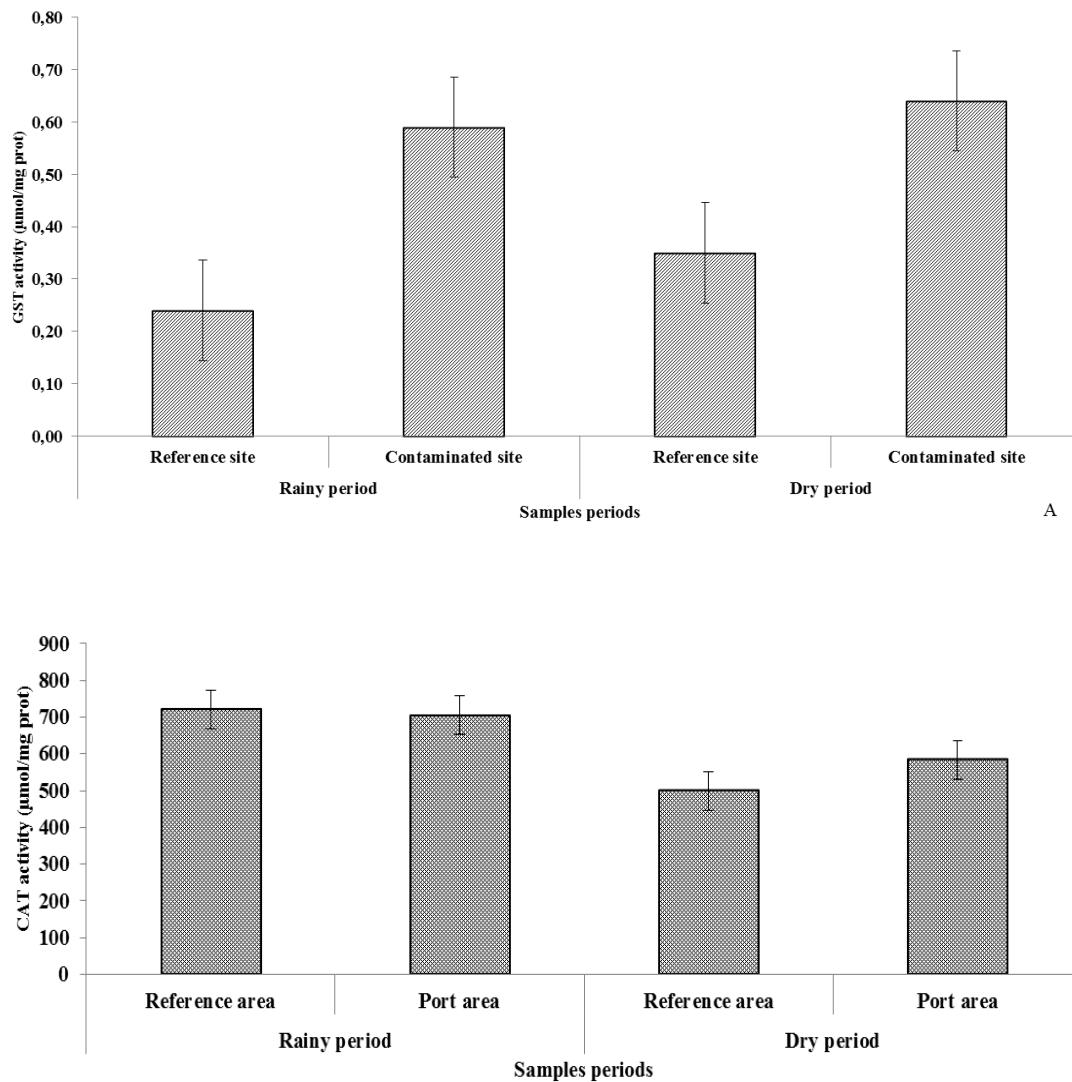 0,80
0,70
0,60
0,50
0,40
0,30
0,20
0,10
0,00
GST activity (µmol/mg prot)
Reference site Contaminated site Reference site Contaminated site
Rainy period Dry period
Samples periods
A
900
800
700
600
500
400
300
200
100
0
CAT activity (µmol/mg prot)
Reference area Port area Reference area Port area
Rainy period Dry period
Samples periods